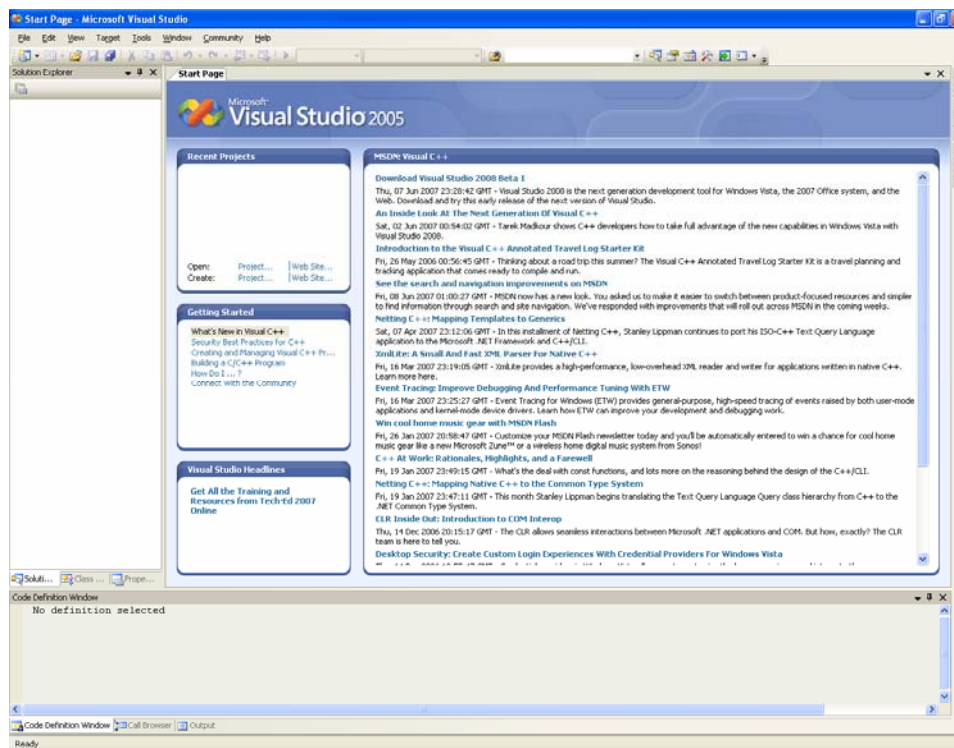 Start Page - Microsoft Visual Studio
File Edit View Target Tools Window Community Help
Solution Explorer
Start Page
Microsoft
Visual Studio 2005
Recent Projects
Open: Project... Web Site...
Create: Project... Web Site...
Getting Started
What's New in Visual C++
Security Best Practices for C++
Creating and Managing Visual C++ Pr...
Building a C/C++ Program
How Do I ... ?
Connect With the Community
Visual Studio Headlines
Get All the Training and
Resources from Tech·Ed 2007
Online
MSDN: Visual C++
Download Visual Studio 2008 Beta 1
Thu, 07 Jun 2007 23:28:42 GMT - Visual Studio 2008 is the next generation development tool for Windows Vista, the 2007 Office system, and the
Web. Download and try this early release of the next version of Visual Studio.
An Inside Look At The Next Generation Of Visual C++
Sat, 02 Jun 2007 00:54:02 GMT - Tarek Madkour shows C++ developers how to take full advantage of the new capabilities in Windows Vista with
Visual Studio 2008.
Introduction to the Visual C++ Annotated Travel Log Starter Kit
Fri, 26 May 2006 00:56:45 GMT - Thinking about a road trip this summer? The Visual C++ Annotated Travel Log Starter Kit is a travel planning and
tracking application that comes ready to compile and run.
See the search and navigation improvements on MSDN
Fri, 08 Jun 2007 01:00:27 GMT - MSDN now has a new look. You asked us to make it easier to switch between product-focused resources and simpler
to find information through search and site navigation. We've responded with improvements that will roll out across MSDN in the coming weeks.
Netting C++: Mapping Templates to Generics
Sat, 07 Apr 2007 23:12:06 GMT - In this installment of Netting C++, Stanley Lippman continues to port his ISO-C++ Text Query Language
application to the Microsoft .NET Framework and C++/CLI.
XmlLite: A Small And Fast XML Parser For Native C++
Fri, 16 Mar 2007 23:19:05 GMT - XmlLite provides a high-performance, low-overhead XML reader and writer for applications written in native C++.
Learn more here.
Event Tracing: Improve Debugging And Performance Tuning With ETW
Fri, 16 Mar 2007 23:25:27 GMT - Event Tracing for Windows (ETW) provides general-purpose, high-speed tracing of events raised by both user-mode
applications and kernel-mode device drivers. Learn how ETW can improve your development and debugging work.
Win cool home music gear with MSDN Flash
Fri, 26 Jan 2007 20:58:47 GMT - Customize your MSDN Flash newsletter today and you'll be automatically entered to win a chance for cool home
music gear like a new Microsoft Zune™ or a wireless home digital music system from Sonos!
C++ At Work: Rationales, Highlights, and a Farewell
Fri, 19 Jan 2007 23:49:15 GMT - What's the deal with const functions, and lots more on the reasoning behind the design of the C++/CLI.
Netting C++: Mapping Native C++ to the Common Type System
Fri, 19 Jan 2007 23:47:11 GMT - This month Stanley Lippman begins translating the Text Query Language Query class hierarchy from C++ to the
.NET Common Type System.
CLR Inside Out: Introduction to COM Interop
Thu, 14 Dec 2006 20:15:17 GMT - The CLR allows seamless interactions between Microsoft .NET applications and COM. But how, exactly? The CLR
team is here to tell you.
Desktop Security: Create Custom Login Experiences With Credential Providers For Windows Vista
Soluti... Class ... Prope...
Code Definition Window
No definition selected
Code Definition Window Call Browser Output
Ready